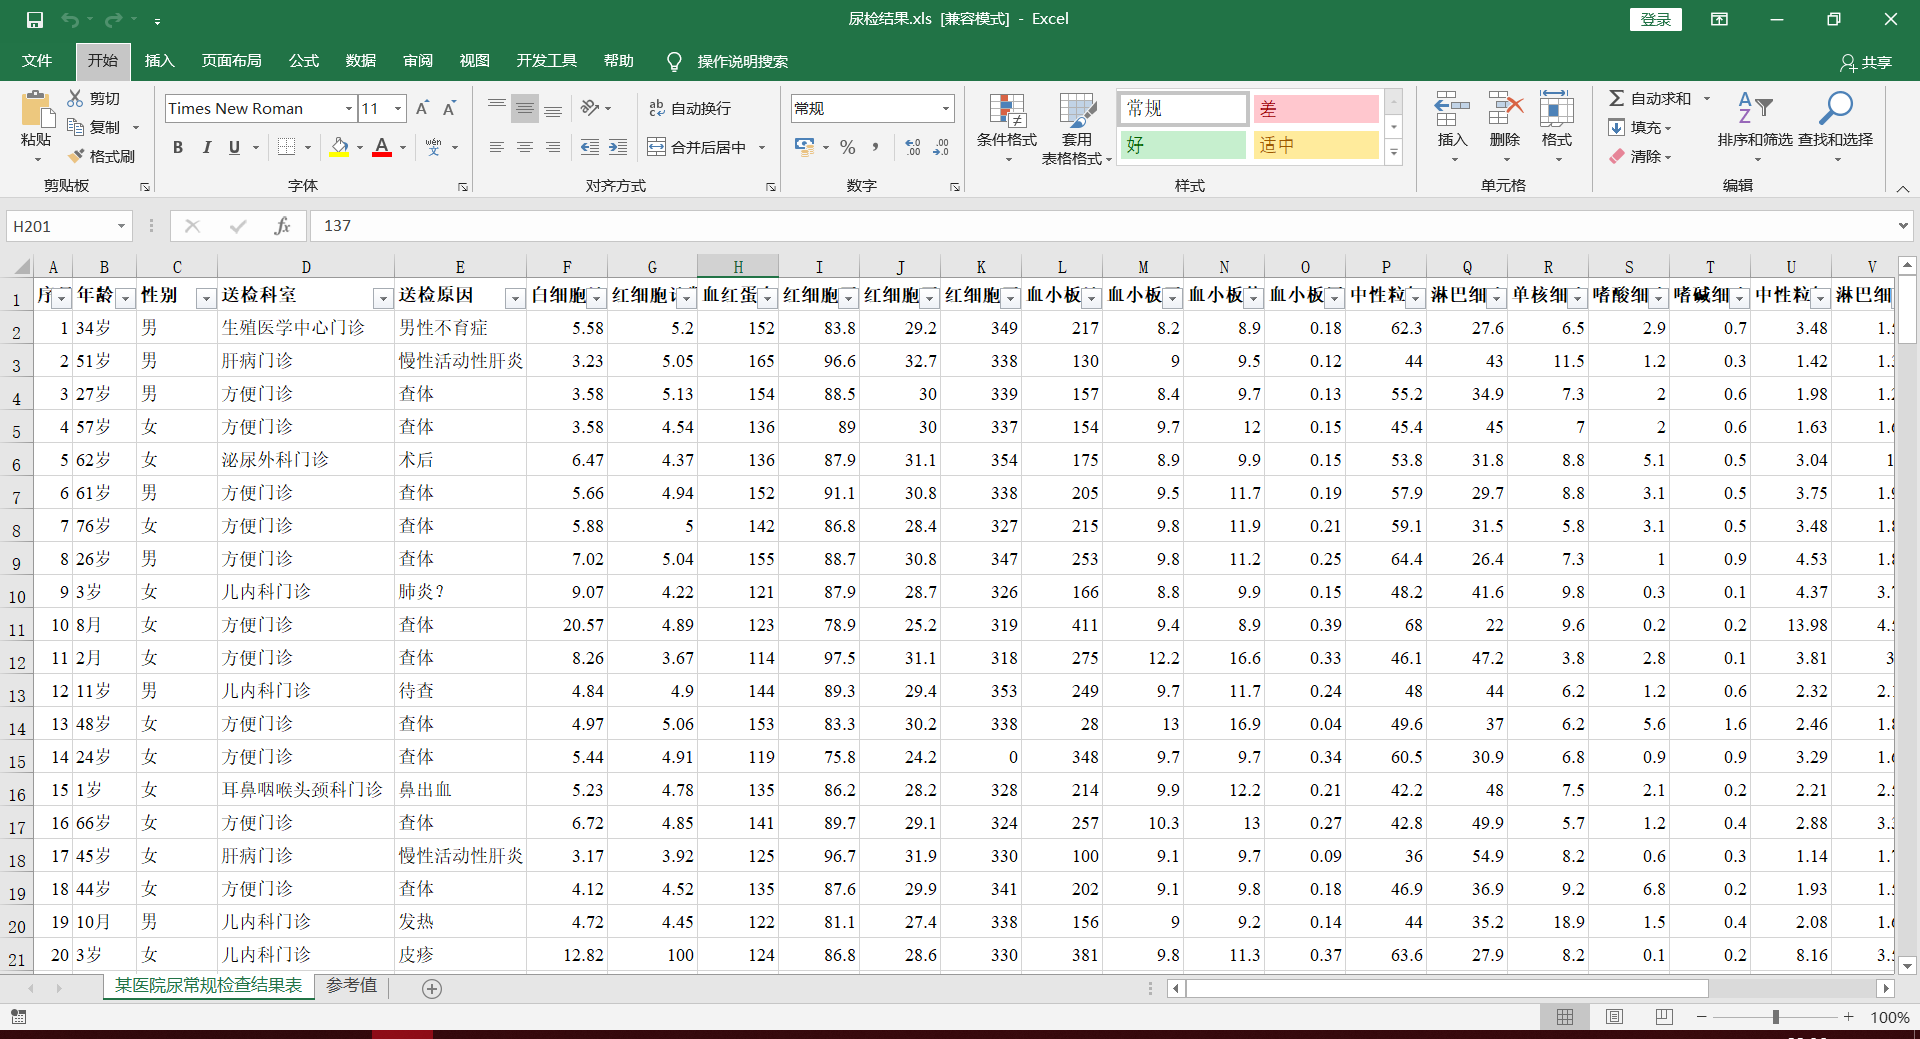 尿检结果.xls [兼容模式] - Excel
登录
文件 开始 插入 页面布局 公式 数据 审阅 视图 开发工具 帮助 操作说明搜索 共享
粘贴 剪切 复制 格式刷 剪贴板
Times New Roman 11 B I U wén 文 字体
自动换行 合并后居中 对齐方式
常规 % 数字
条件格式 套用 表格格式
常规 差
好 适中
样式
插入 删除 格式 单元格
自动求和 填充 清除 排序和筛选 查找和选择 编辑
H201 fx 137
A B C D E F G H I J K L M N O P Q R S T U V
1 年龄 性别 送检科室 送检原因 白细胞 红细胞 血红蛋 红细胞 红细胞 红细胞 血小板 血小板 血小板 血小板 中性粒 淋巴细 单核细 嗜酸细 嗜碱细 中性粒 淋巴细
2 1 34岁 男 生殖医学中心门诊 男性不育症 5.58 5.2 152 83.8 29.2 349 217 8.2 8.9 0.18 62.3 27.6 6.5 2.9 0.7 3.48
3 2 51岁 男 肝病门诊 慢性活动性肝炎 3.23 5.05 165 96.6 32.7 338 130 9 9.5 0.12 44 43 11.5 1.2 0.3 1.42
4 3 27岁 男 方便门诊 查体 3.58 5.13 154 88.5 30 339 157 8.4 9.7 0.13 55.2 34.9 7.3 2 0.6 1.98
5 4 57岁 女 方便门诊 查体 3.58 4.54 136 89 30 337 154 9.7 12 0.15 45.4 45 7 2 0.6 1.63
6 5 62岁 女 泌尿外科门诊 术后 6.47 4.37 136 87.9 31.1 354 175 8.9 9.9 0.15 53.8 31.8 8.8 5.1 0.5 3.04
7 6 61岁 男 方便门诊 查体 5.66 4.94 152 91.1 30.8 338 205 9.5 11.7 0.19 57.9 29.7 8.8 3.1 0.5 3.75
8 7 76岁 女 方便门诊 查体 5.88 5 142 86.8 28.4 327 215 9.8 11.9 0.21 59.1 31.5 5.8 3.1 0.5 3.48
9 8 26岁 男 方便门诊 查体 7.02 5.04 155 88.7 30.8 347 253 9.8 11.2 0.25 64.4 26.4 7.3 1 0.9 4.53
10 9 3岁 女 儿内科门诊 肺炎？ 9.07 4.22 121 87.9 28.7 326 166 8.8 9.9 0.15 48.2 41.6 9.8 0.3 0.1 4.37
11 10 8月 女 方便门诊 查体 20.57 4.89 123 78.9 25.2 319 411 9.4 8.9 0.39 68 22 9.6 0.2 0.2 13.98
12 11 2月 女 方便门诊 查体 8.26 3.67 114 97.5 31.1 318 275 12.2 16.6 0.33 46.1 47.2 3.8 2.8 0.1 3.81
13 12 11岁 男 儿内科门诊 待查 4.84 4.9 144 89.3 29.4 353 249 9.7 11.7 0.24 48 44 6.2 1.2 0.6 2.32
14 13 48岁 女 方便门诊 查体 4.97 5.06 153 83.3 30.2 338 28 13 16.9 0.04 49.6 37 6.2 5.6 1.6 2.46
15 14 24岁 女 方便门诊 查体 5.44 4.91 119 75.8 24.2 0 348 9.7 9.7 0.34 60.5 30.9 6.8 0.9 0.9 3.29
16 15 1岁 女 耳鼻咽喉头颈科门诊 鼻出血 5.23 4.78 135 86.2 28.2 328 214 9.9 12.2 0.21 42.2 48 7.5 2.1 0.2 2.21
17 16 66岁 女 方便门诊 查体 6.72 4.85 141 89.7 29.1 324 257 10.3 13 0.27 42.8 49.9 5.7 1.2 0.4 2.88
18 17 45岁 女 肝病门诊 慢性活动性肝炎 3.17 3.92 125 96.7 31.9 330 100 9.1 9.7 0.09 36 54.9 8.2 0.6 0.3 1.14
19 18 44岁 女 方便门诊 查体 4.12 4.52 135 87.6 29.9 341 202 9.1 9.8 0.18 46.9 36.9 9.2 6.8 0.2 1.93
20 19 10月 男 儿内科门诊 发热 4.72 4.45 122 81.1 27.4 338 156 9 9.2 0.14 44 35.2 18.9 1.5 0.4 2.08
21 20 3岁 女 儿内科门诊 皮疹 12.82 100 124 86.8 28.6 330 381 9.8 11.3 0.37 63.6 27.9 8.2 0.1 0.2 8.16
某医院尿常规检查结果表 参考值
100%